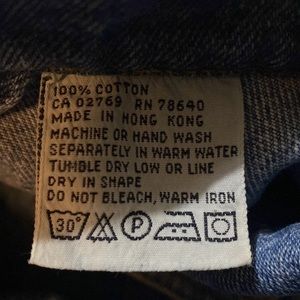 100% COTTON
CA 02769 RN 78640
MADE IN HONG KONG
MACHINE OR HAND WASH
SEPARATELY IN WARM WATER
TUMBLE DRY LOW OR LINE
DRY IN SHAPE
DO NOT BLEACH, WARM IRON
30° P